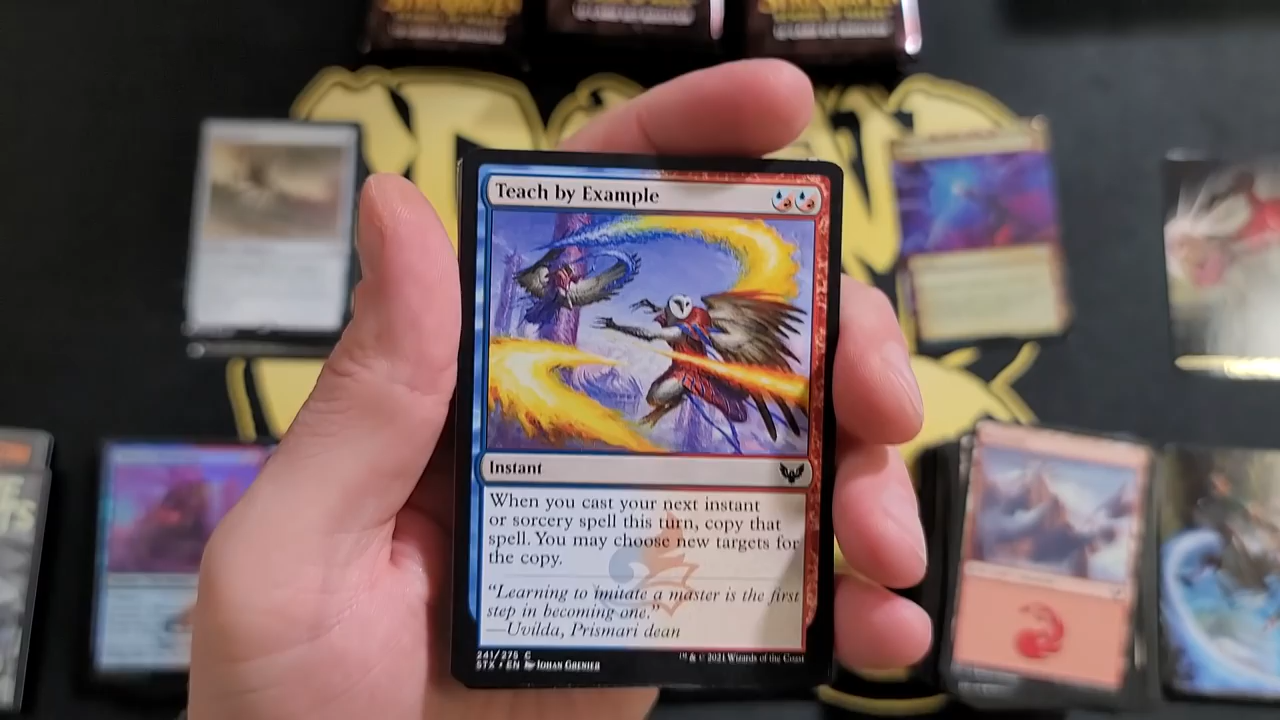 Teach by Example
Instant
When you cast your next instant
or sorcery spell this turn, copy that
spell. You may choose new targets for
the copy.
“Learning to imitate a master is the first
step in becoming one.”
—Uvilda, Prismari dean
241/275 C
STX • EN Johan Grenier
™ & © 2021 Wizards of the Coast